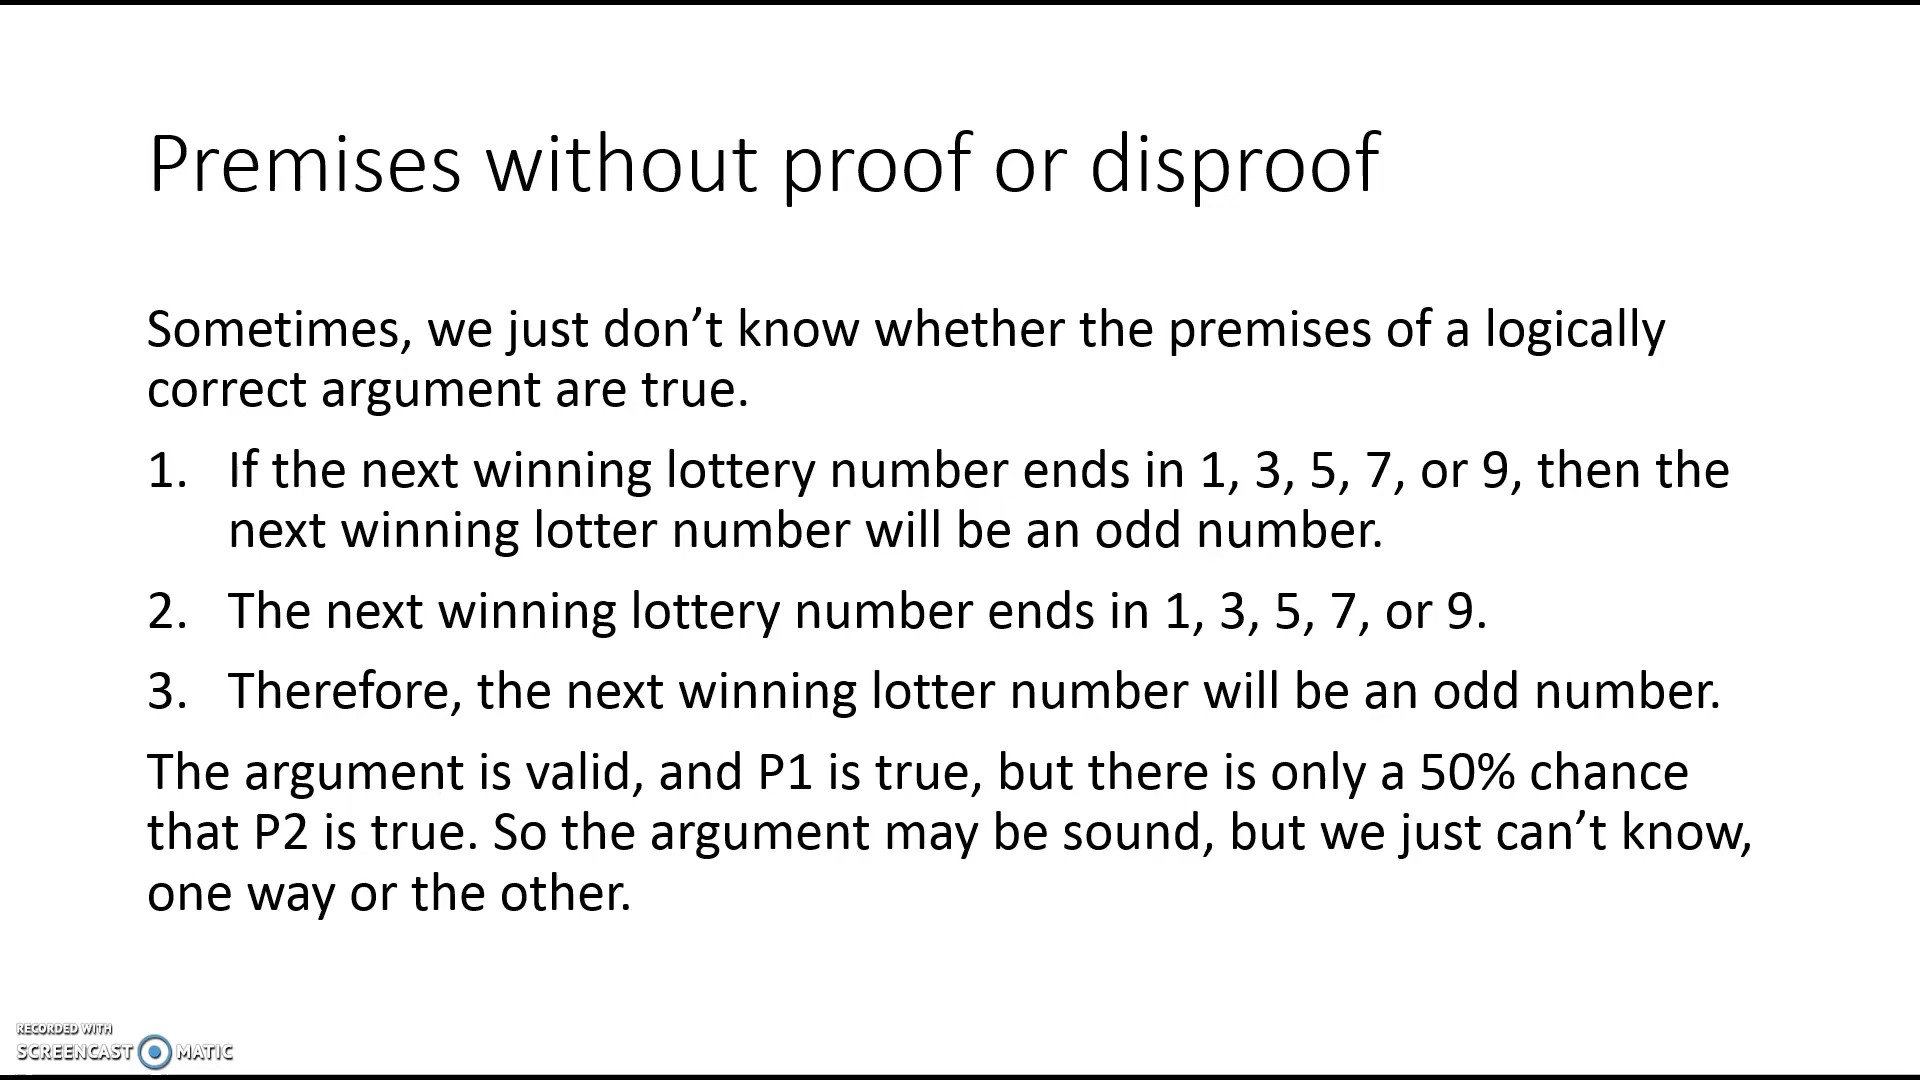 Premises without proof or disproof
Sometimes, we just don’t know whether the premises of a logically
correct argument are true.
1. If the next winning lottery number ends in 1, 3, 5, 7, or 9, then the
next winning lotter number will be an odd number.
2. The next winning lottery number ends in 1, 3, 5, 7, or 9.
3. Therefore, the next winning lotter number will be an odd number.
The argument is valid, and P1 is true, but there is only a 50% chance
that P2 is true. So the argument may be sound, but we just can’t know,
one way or the other.
RECORDED WITH
SCREENCAST MATIC